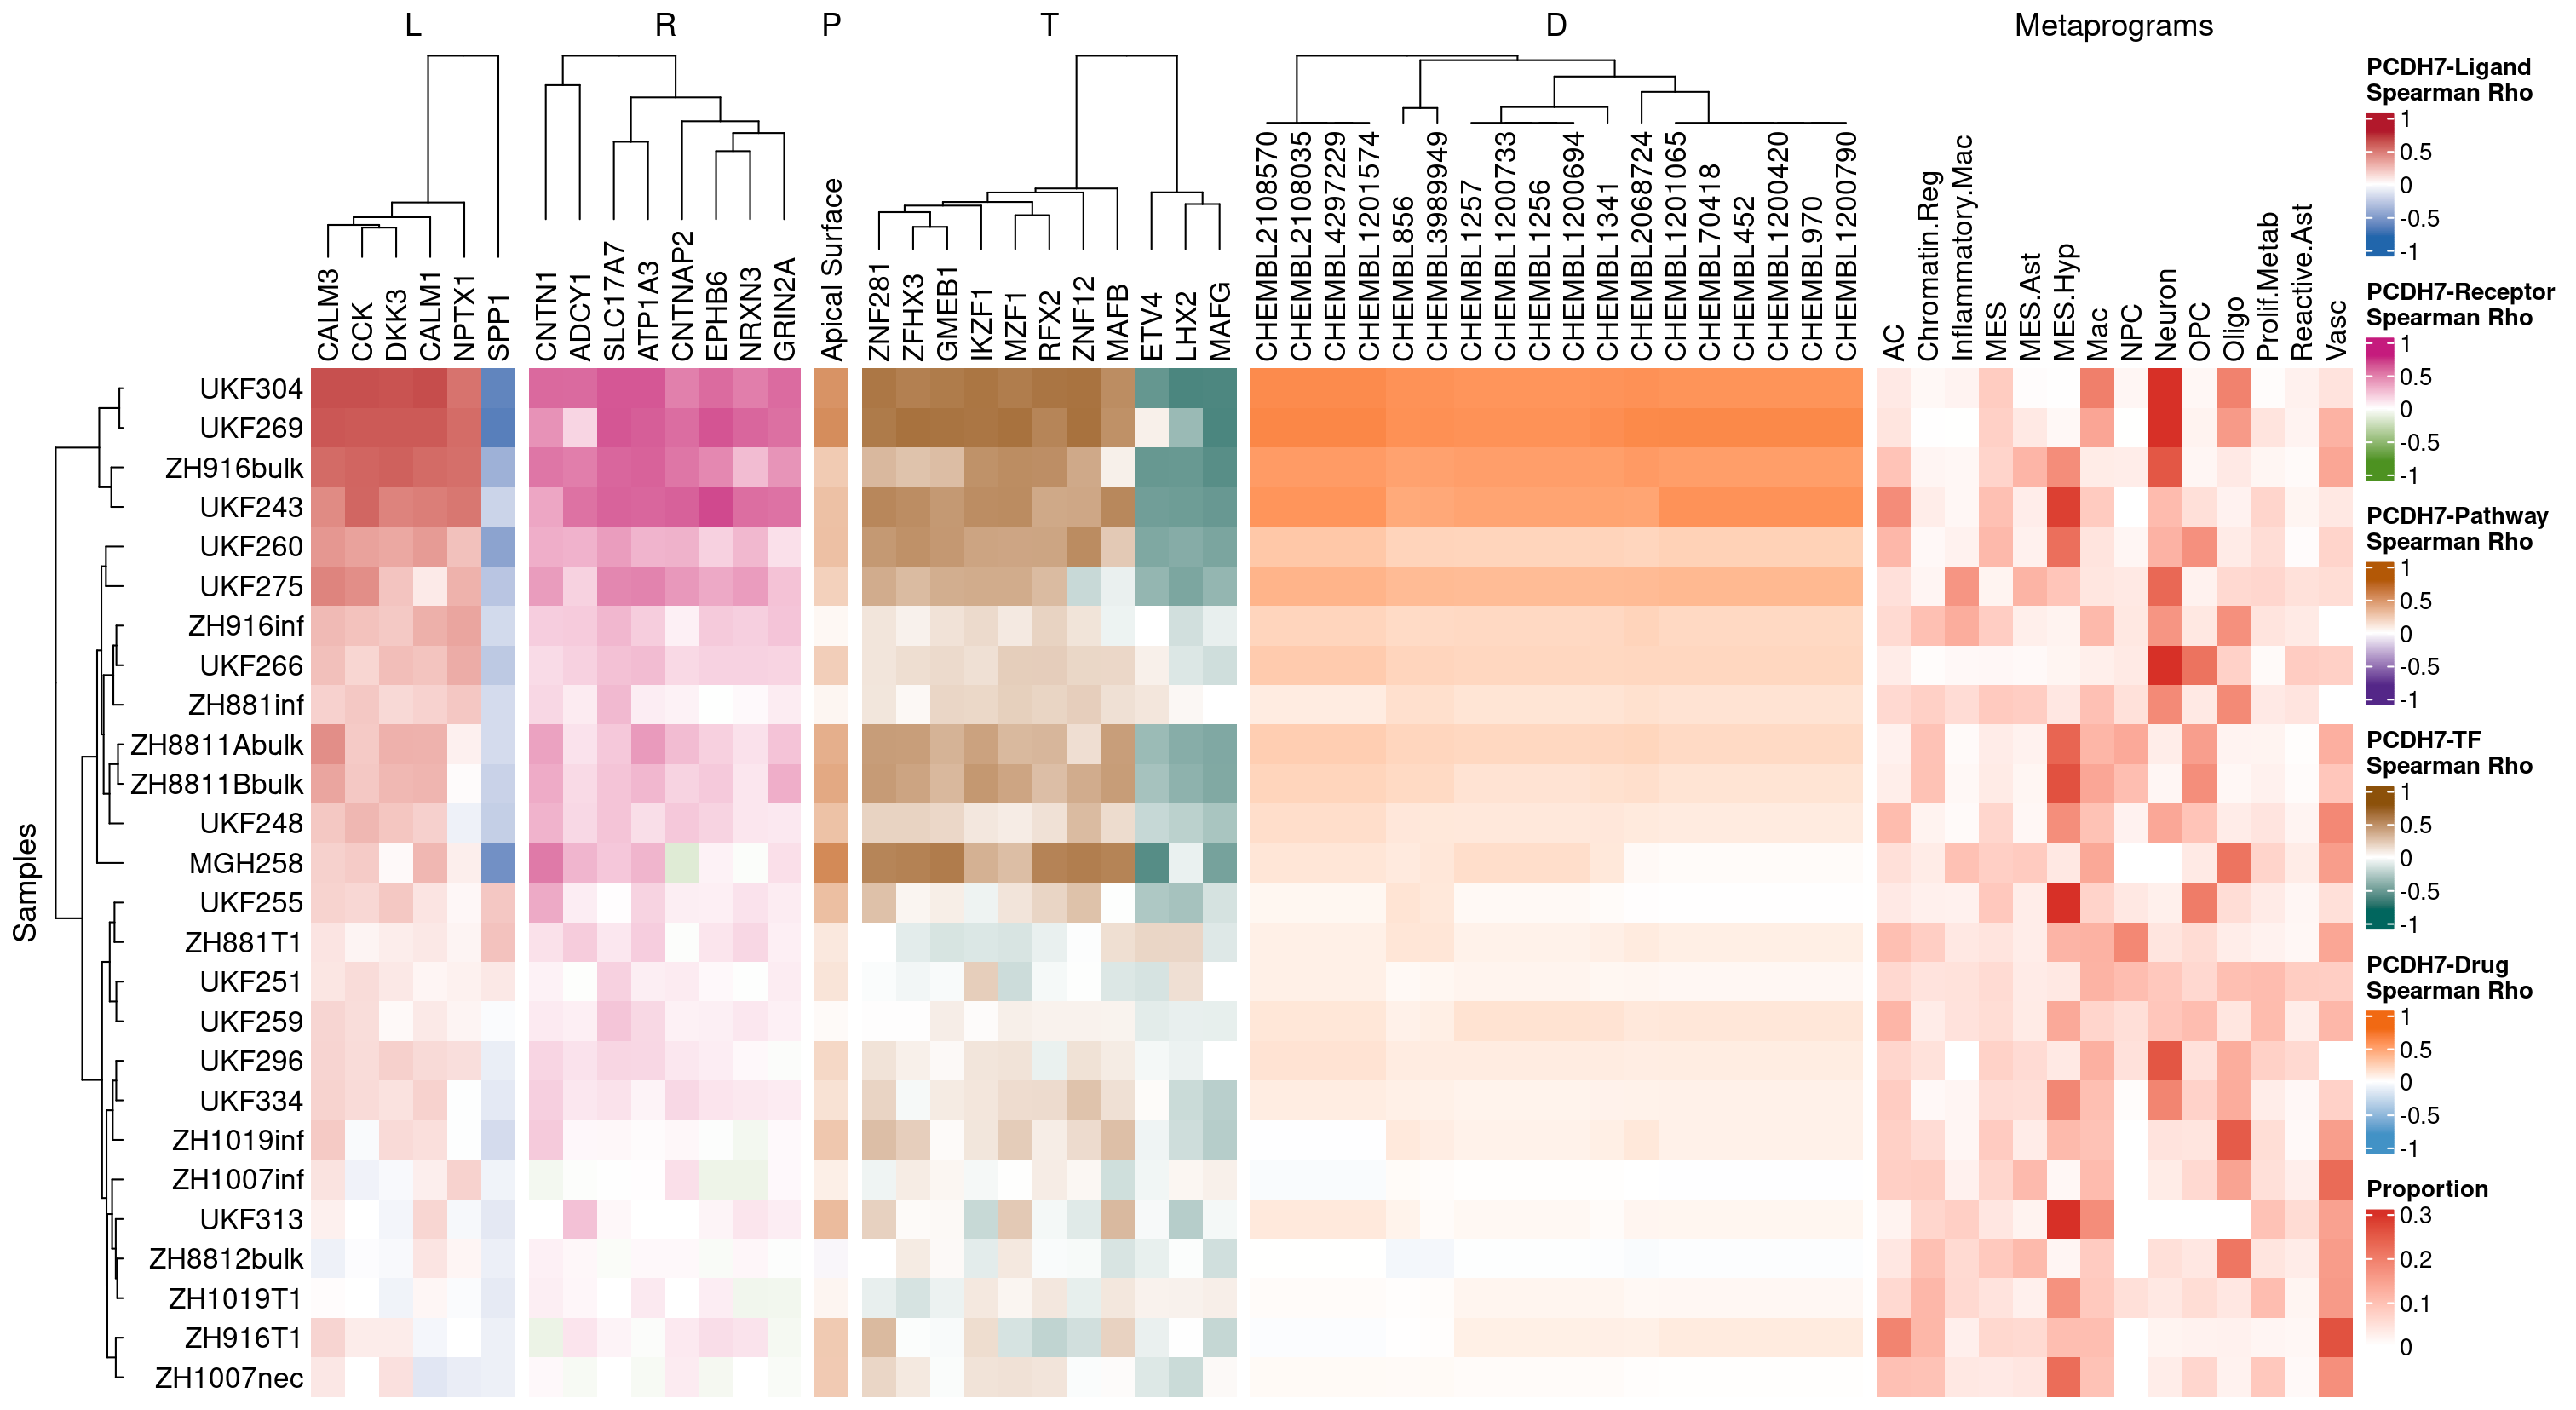 L
R
P
T
D
Metaprograms
CALM3
CCK
DKK3
CALM1
NPTX1
SPP1
CNTN1
ADCY1
SLC17A7
ATP1A3
CNTNAP2
EPHB6
NRXN3
GRIN2A
Apical Surface
ZNF281
ZFHX3
GMEB1
IKZF1
MZF1
RFX2
ZNF12
MAFB
ETV4
LHX2
MAFG
CHEMBL2108570
CHEMBL2108035
CHEMBL4297229
CHEMBL1201574
CHEMBL856
CHEMBL3989949
CHEMBL1257
CHEMBL1200733
CHEMBL1256
CHEMBL1200694
CHEMBL1341
CHEMBL2068724
CHEMBL1201065
CHEMBL70418
CHEMBL452
CHEMBL1200420
CHEMBL970
CHEMBL1200790
AC
Chromatin.Reg
Inflammatory.Mac
MES
MES.Ast
MES.Hyp
Mac
NPC
Neuron
OPC
Oligo
Prolif.Metab
Reactive.Ast
Vasc
Samples
UKF304
UKF269
ZH916bulk
UKF243
UKF260
UKF275
ZH916inf
UKF266
ZH881inf
ZH8811Abulk
ZH8811Bbulk
UKF248
MGH258
UKF255
ZH881T1
UKF251
UKF259
UKF296
UKF334
ZH1019inf
ZH1007inf
UKF313
ZH8812bulk
ZH1019T1
ZH916T1
ZH1007nec
PCDH7-Ligand
Spearman Rho
1
0.5
0
-0.5
-1
PCDH7-Receptor
Spearman Rho
1
0.5
0
-0.5
-1
PCDH7-Pathway
Spearman Rho
1
0.5
0
-0.5
-1
PCDH7-TF
Spearman Rho
1
0.5
0
-0.5
-1
PCDH7-Drug
Spearman Rho
1
0.5
0
-0.5
-1
Proportion
0.3
0.2
0.1
0